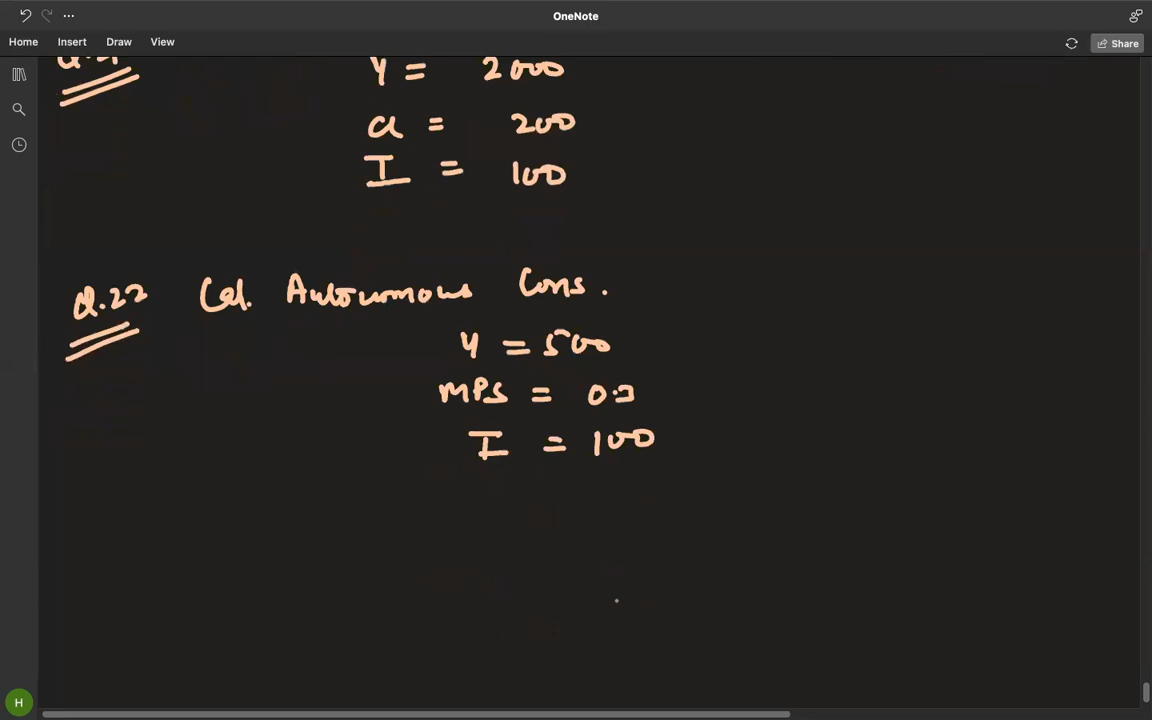 OneNote
Home Insert Draw View
Share
Y = 2000
a = 200
I = 100
Q.22 Cal. Autonomous Cons.
Y = 500
MPS = 0.3
I = 100
H